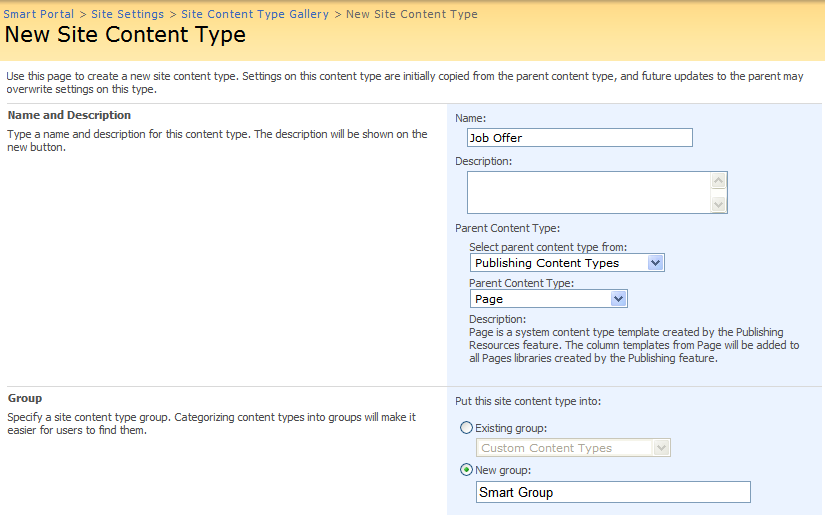 Smart Portal > Site Settings > Site Content Type Gallery > New Site Content Type
New Site Content Type
Use this page to create a new site content type. Settings on this content type are initially copied from the parent content type, and future updates to the parent may
overwrite settings on this type.
Name and Description
Type a name and description for this content type. The description will be shown on the
new button.
Name:
Job Offer
Description:
Parent Content Type:
Select parent content type from:
Publishing Content Types
Parent Content Type:
Page
Description:
Page is a system content type template created by the Publishing
Resources feature. The column templates from Page will be added to
all Pages libraries created by the Publishing feature.
Group
Specify a site content type group. Categorizing content types into groups will make it
easier for users to find them.
Put this site content type into:
Existing group:
Custom Content Types
New group:
Smart Group